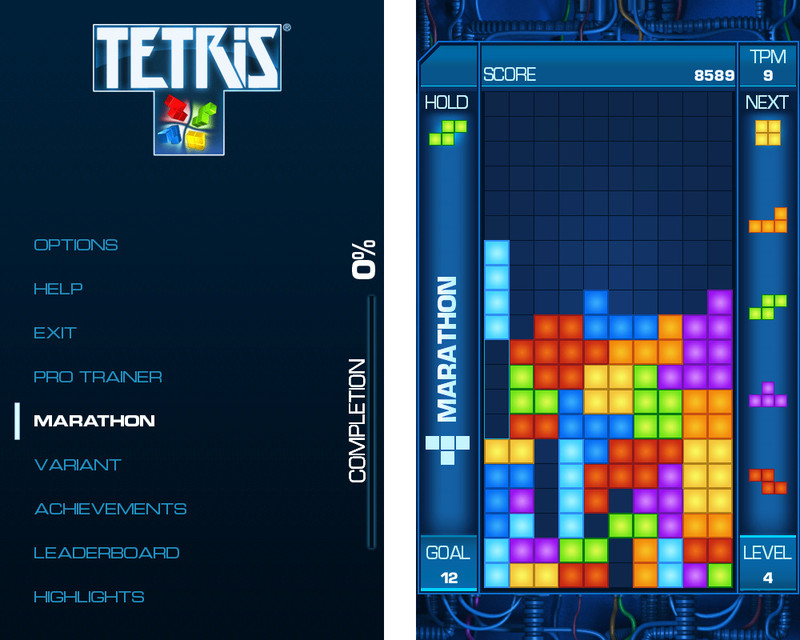 TETRiS®
OPTIONS
HELP
EXIT
PRO TRAINER
MARATHON
VARIANT
ACHIEVEMENTS
LEADERBOARD
HIGHLIGHTS
COMPLETION
0%
SCORE 8589
TPM
9
HOLD
NEXT
MARATHON
GOAL
12
LEVEL
4